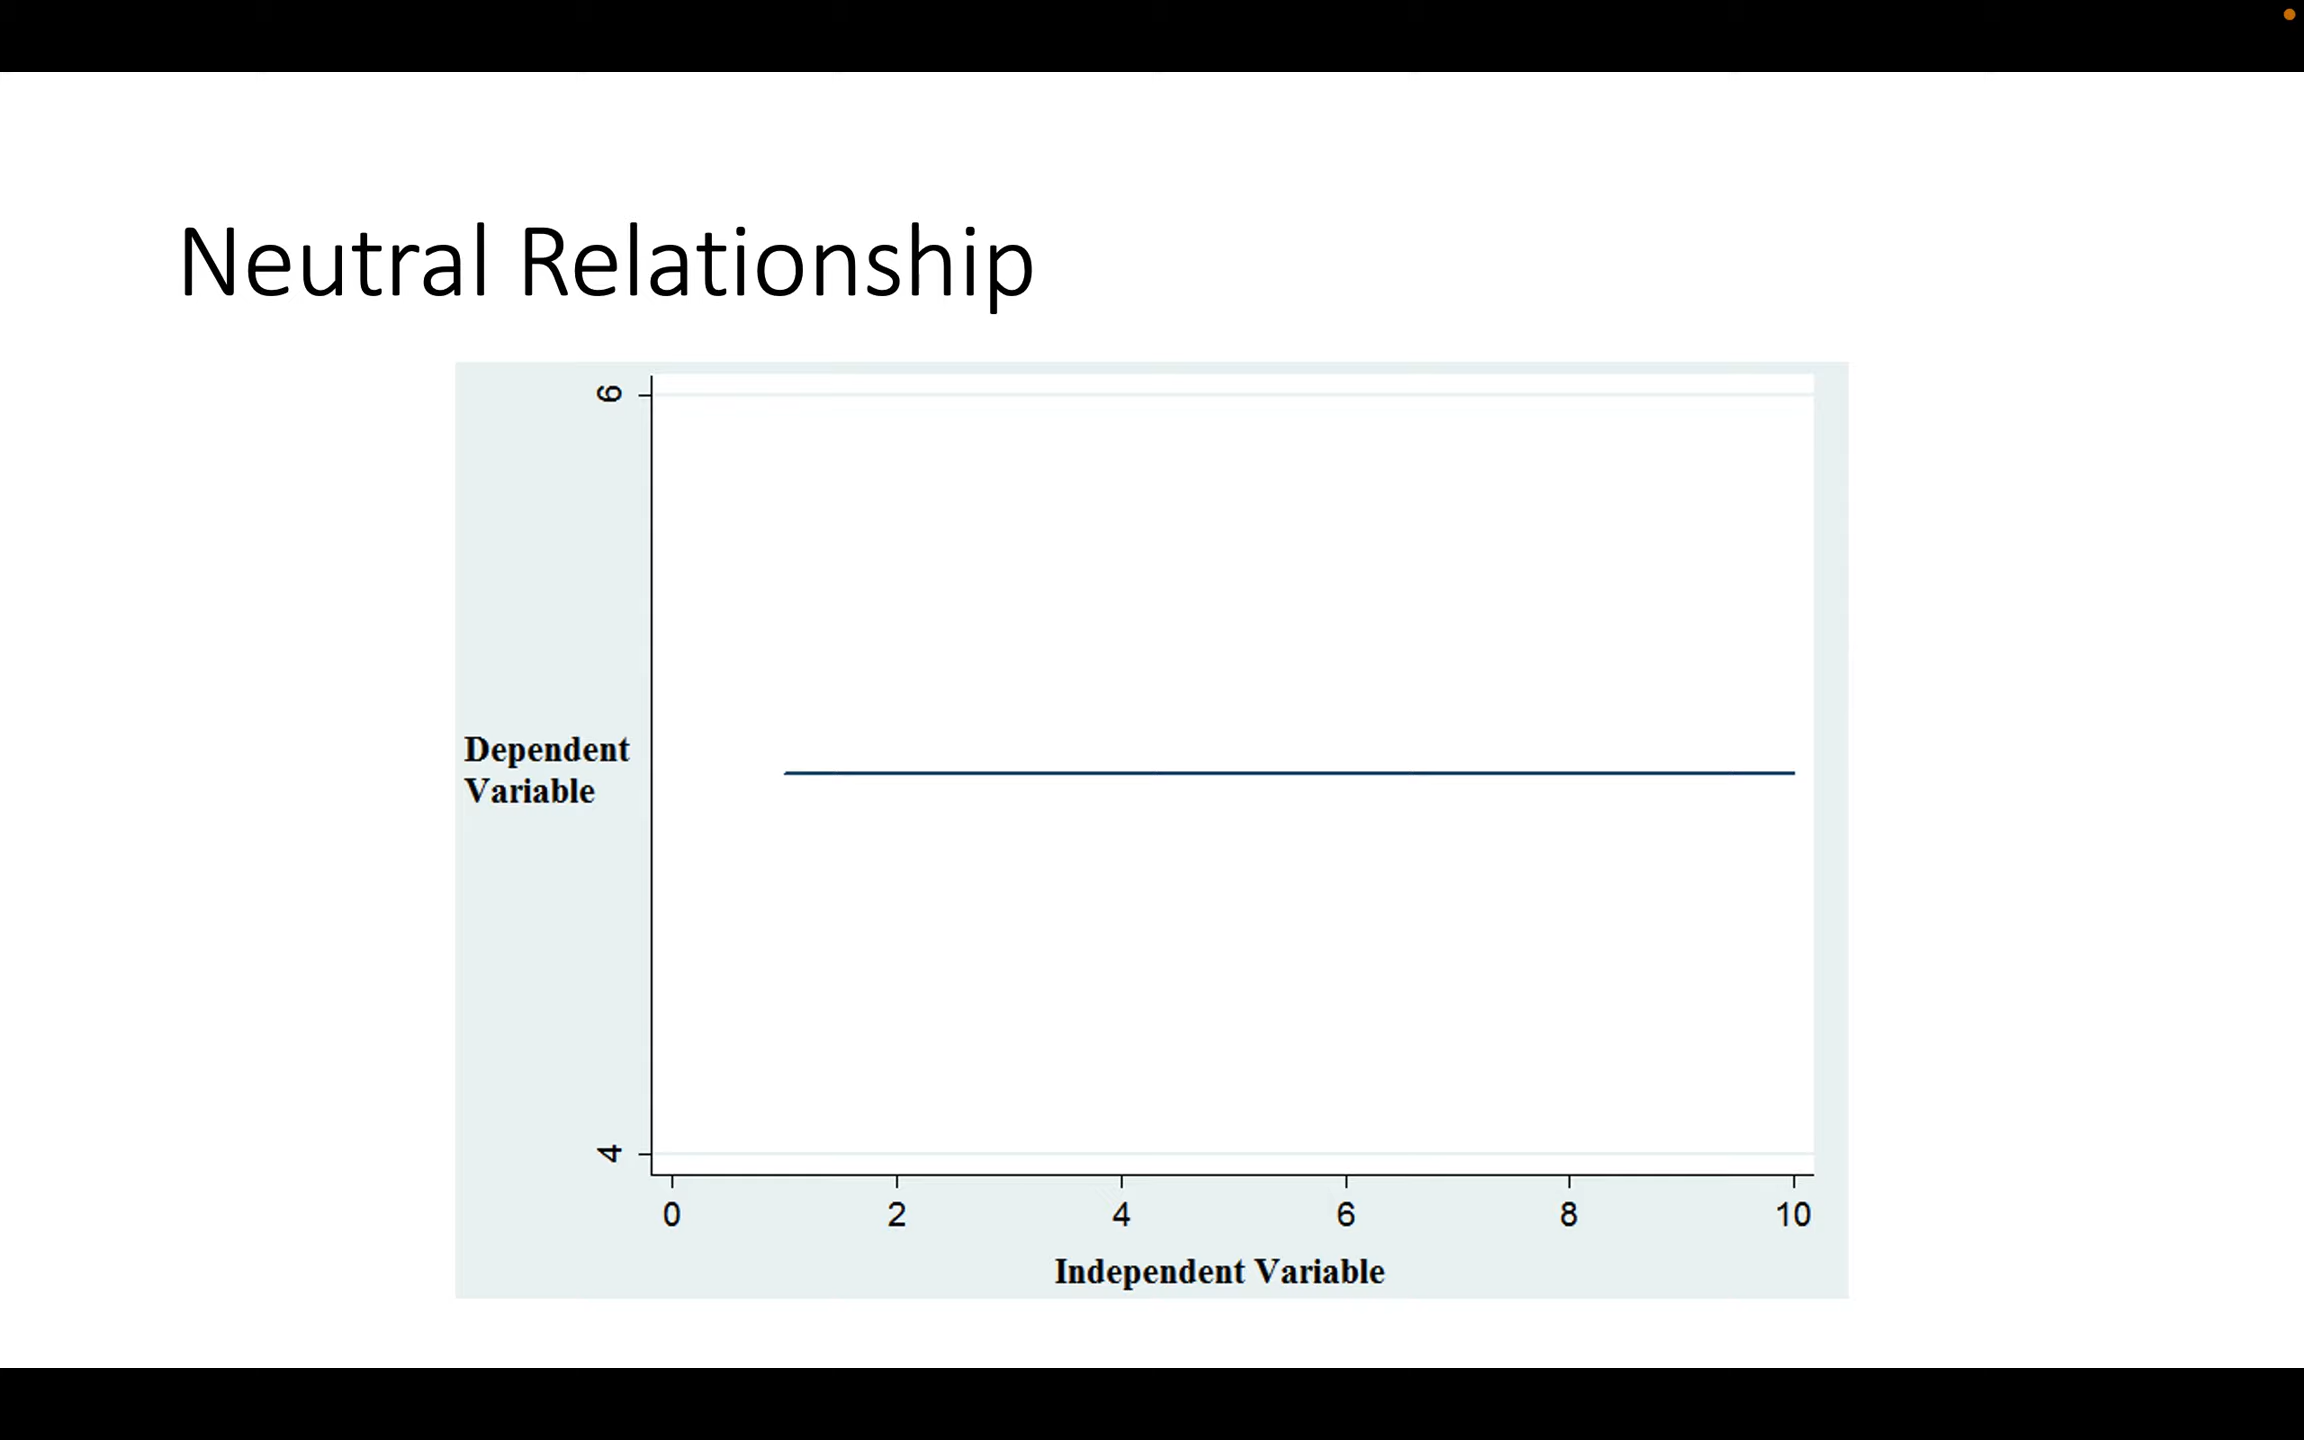 Neutral Relationship
6
Dependent
Variable
4
0 2 4 6 8 10
Independent Variable